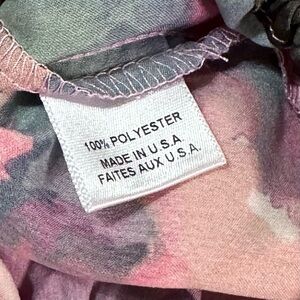 100% POLYESTER
MADE IN U.S.A.
FAITES AUX U.S.A.